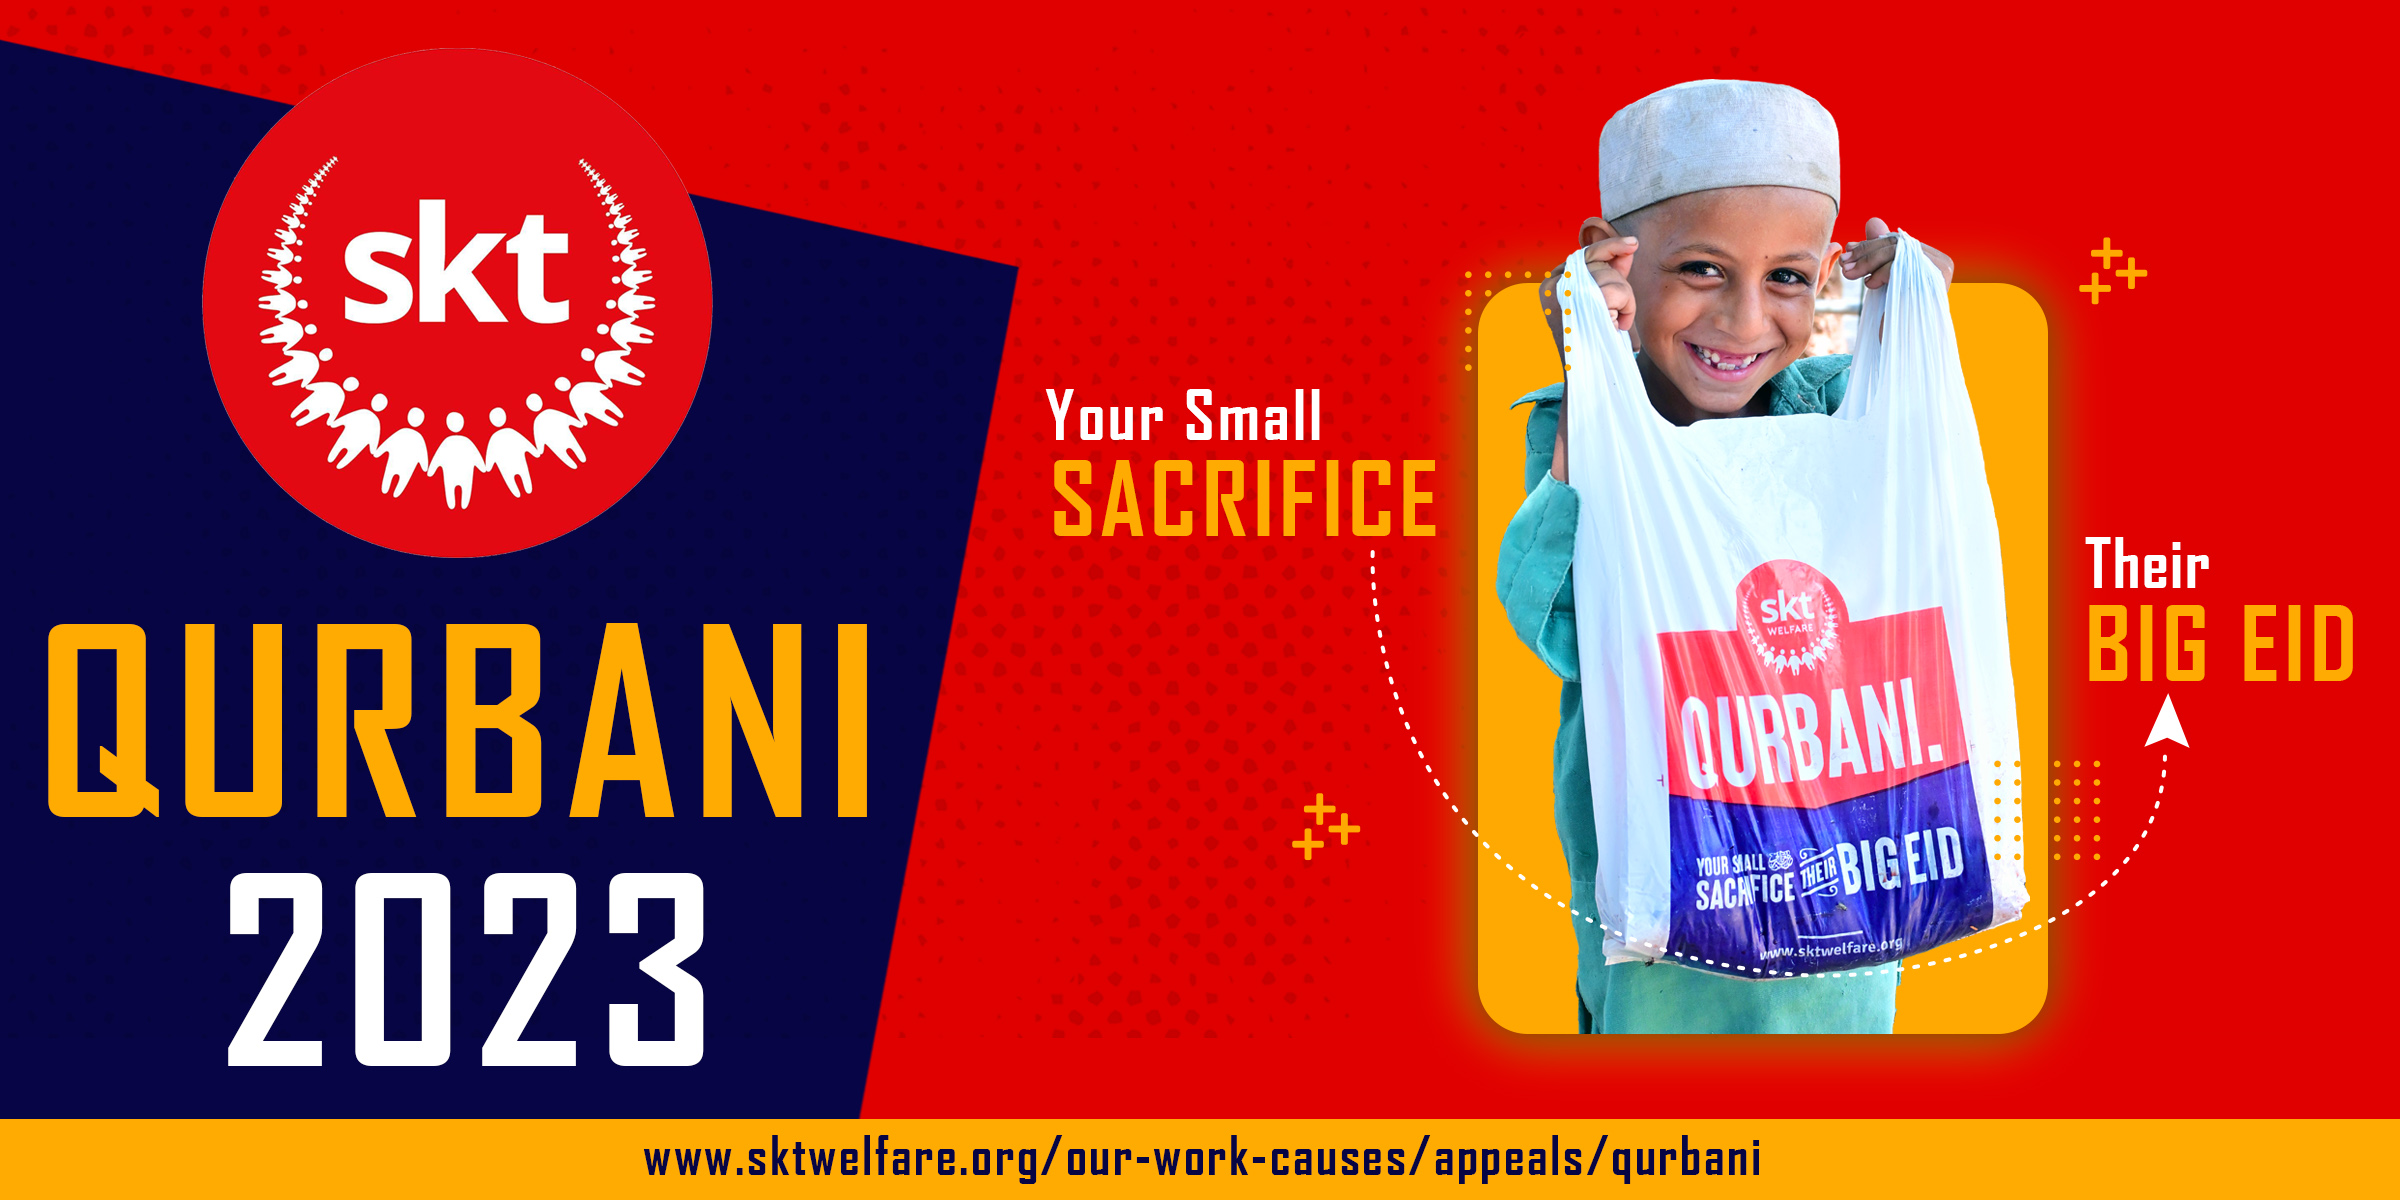 skt
QURBANI
2023
Your Small
SACRIFICE
Their
BIG EID
skt
WELFARE
QURBANI.
YOUR SMALL
SACRIFICE THEIR BIG EID
www.sktwelfare.org
www.sktwelfare.org/our-work-causes/appeals/qurbani